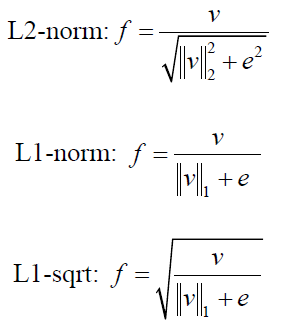 L2-norm: f = v / √(‖v‖₂² + e²)
L1-norm: f = v / (‖v‖₁ + e)
L1-sqrt: f = √(v / (‖v‖₁ + e))